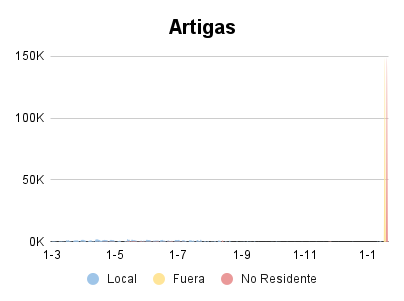 Artigas
150K
100K
50K
0K
1-3 1-5 1-7 1-9 1-11 1-1
Local Fuera No Residente